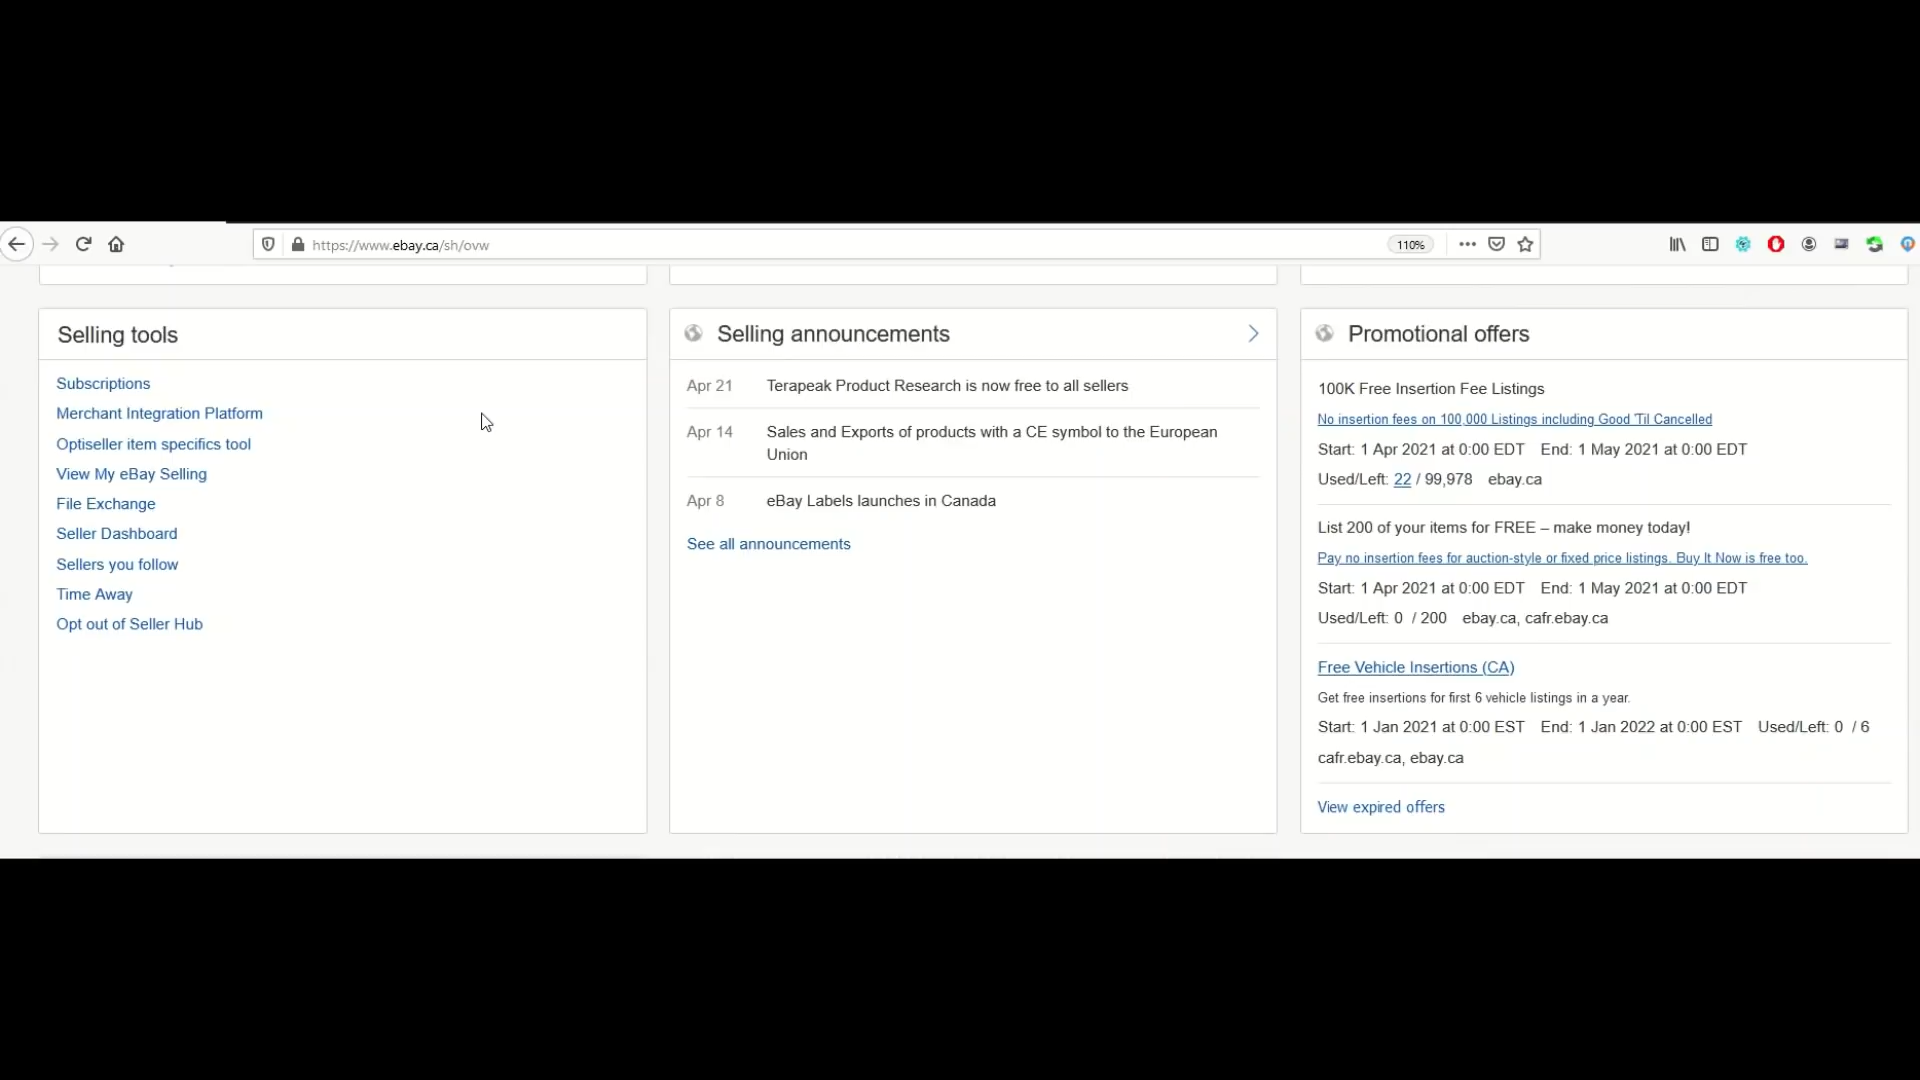 https://www.ebay.ca/sh/ovw
110%
Selling tools
Subscriptions
Merchant Integration Platform
Optiseller item specifics tool
View My eBay Selling
File Exchange
Seller Dashboard
Sellers you follow
Time Away
Opt out of Seller Hub
Selling announcements
Apr 21 Terapeak Product Research is now free to all sellers
Apr 14 Sales and Exports of products with a CE symbol to the European
Union
Apr 8 eBay Labels launches in Canada
See all announcements
Promotional offers
100K Free Insertion Fee Listings
No insertion fees on 100,000 Listings including Good 'Til Cancelled
Start: 1 Apr 2021 at 0:00 EDT End: 1 May 2021 at 0:00 EDT
Used/Left: 22 / 99,978 ebay.ca
List 200 of your items for FREE – make money today!
Pay no insertion fees for auction-style or fixed price listings. Buy It Now is free too.
Start: 1 Apr 2021 at 0:00 EDT End: 1 May 2021 at 0:00 EDT
Used/Left: 0 / 200 ebay.ca, cafr.ebay.ca
Free Vehicle Insertions (CA)
Get free insertions for first 6 vehicle listings in a year.
Start: 1 Jan 2021 at 0:00 EST End: 1 Jan 2022 at 0:00 EST Used/Left: 0 / 6
cafr.ebay.ca, ebay.ca
View expired offers